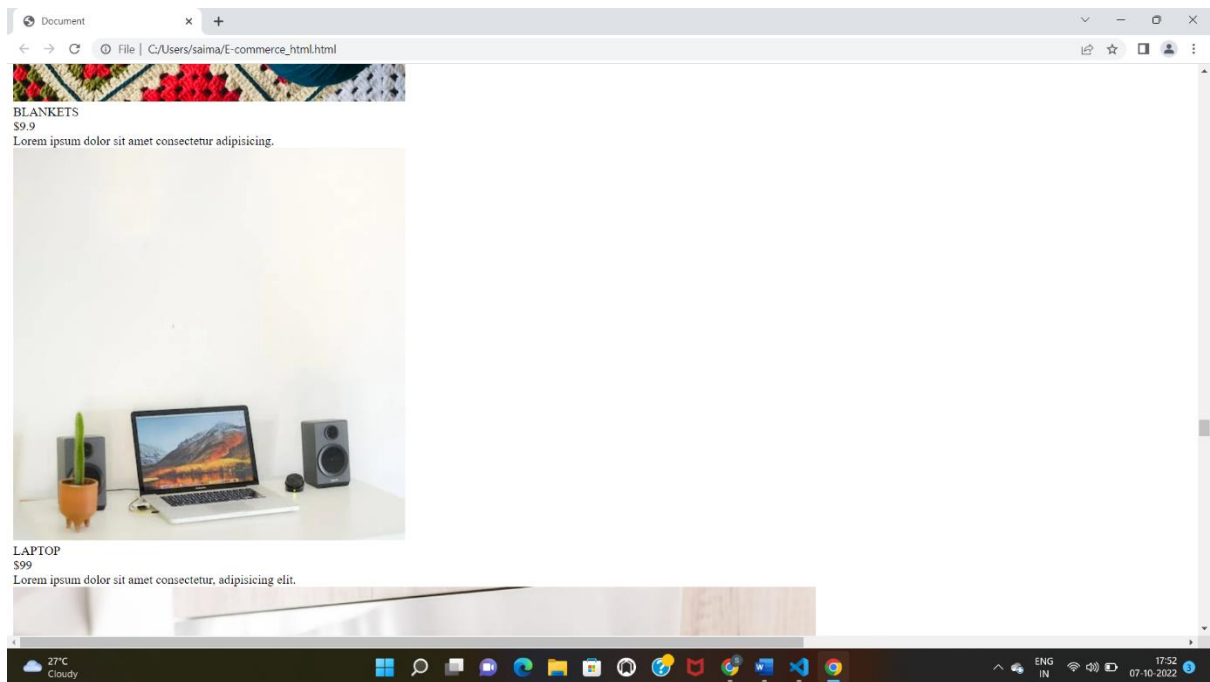 Document
File | C:/Users/saima/E-commerce_html.html
BLANKETS
$9.9
Lorem ipsum dolor sit amet consectetur adipisicing.
LAPTOP
$99
Lorem ipsum dolor sit amet consectetur, adipisicing elit.
27°C
Cloudy
ENG
IN
17:52
07-10-2022
3